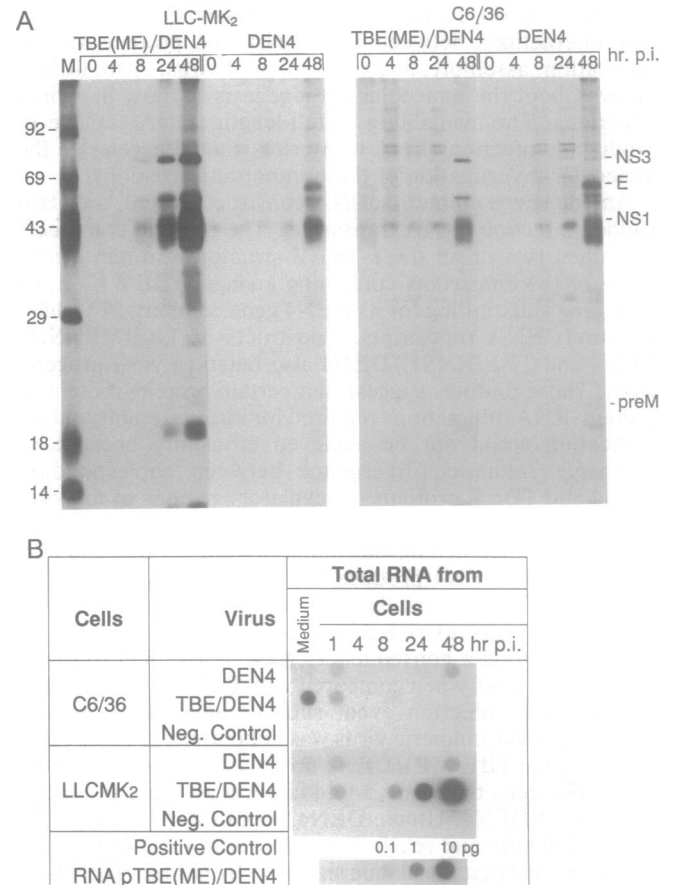 A
LLC-MK2 C6/36
TBE(ME)/DEN4 DEN4 TBE(ME)/DEN4 DEN4
M 0 4 8 24 48 0 4 8 24 48 0 4 8 24 48 0 4 8 24 48 hr. p.i.
92
69
43
29
18
14
NS3
E
NS1
preM
B
Cells Virus Total RNA from
Medium Cells
1 4 8 24 48 hr p.i.
C6/36 DEN4
TBE/DEN4
Neg. Control
LLCMK2 DEN4
TBE/DEN4
Neg. Control
Positive Control 0.1 1 10 pg
RNA pTBE(ME)/DEN4